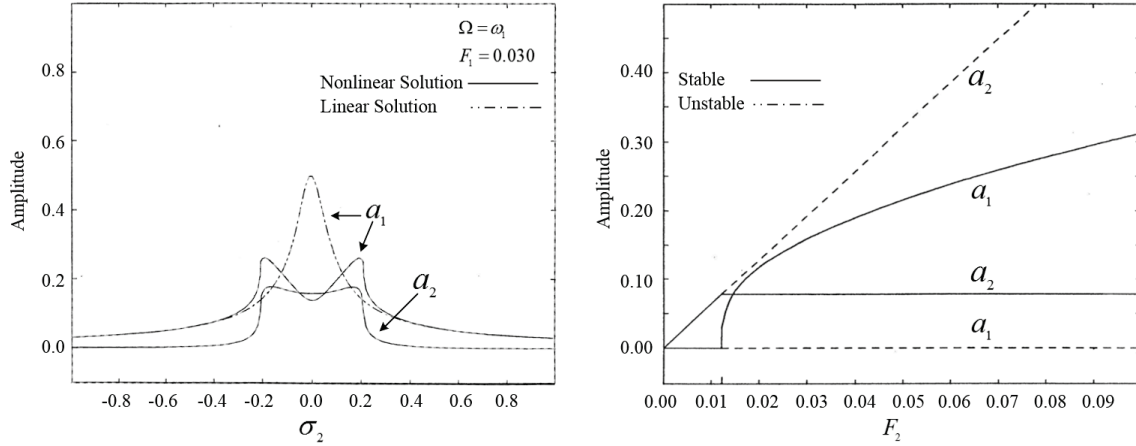 Ω = ω₁
F₁ = 0.030
Nonlinear Solution
Linear Solution
Amplitude
0.8
0.6
0.4
0.2
0.0
a₁
a₂
-0.8 -0.6 -0.4 -0.2 0.0 0.2 0.4 0.6 0.8
σ₂
Stable
Unstable
Amplitude
0.40
0.30
0.20
0.10
0.00
a₂
a₁
a₂
a₁
0.00 0.01 0.02 0.03 0.04 0.05 0.06 0.07 0.08 0.09
F₂